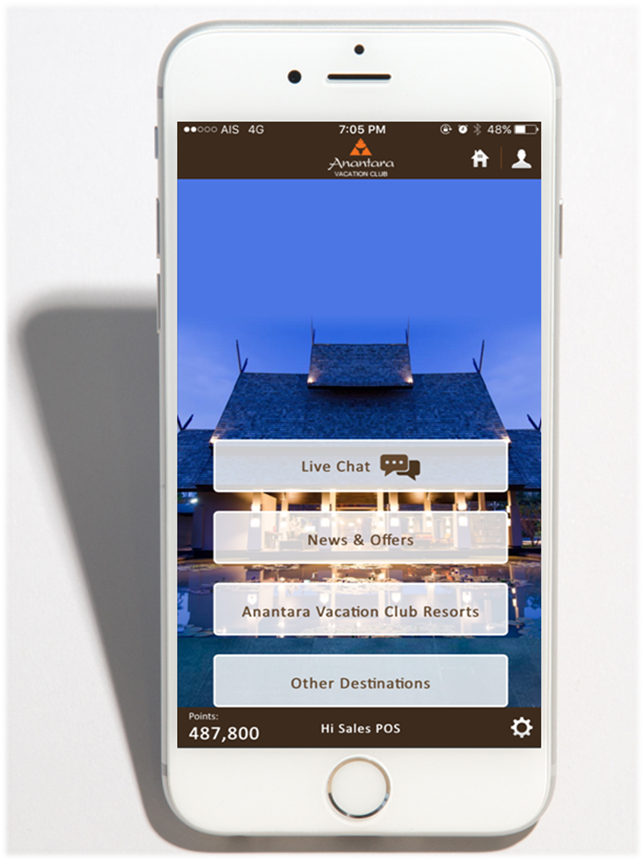 AIS 4G 7:05 PM 48%
Anantara
VACATION CLUB
Live Chat
News & Offers
Anantara Vacation Club Resorts
Other Destinations
Points:
487,800 Hi Sales POS